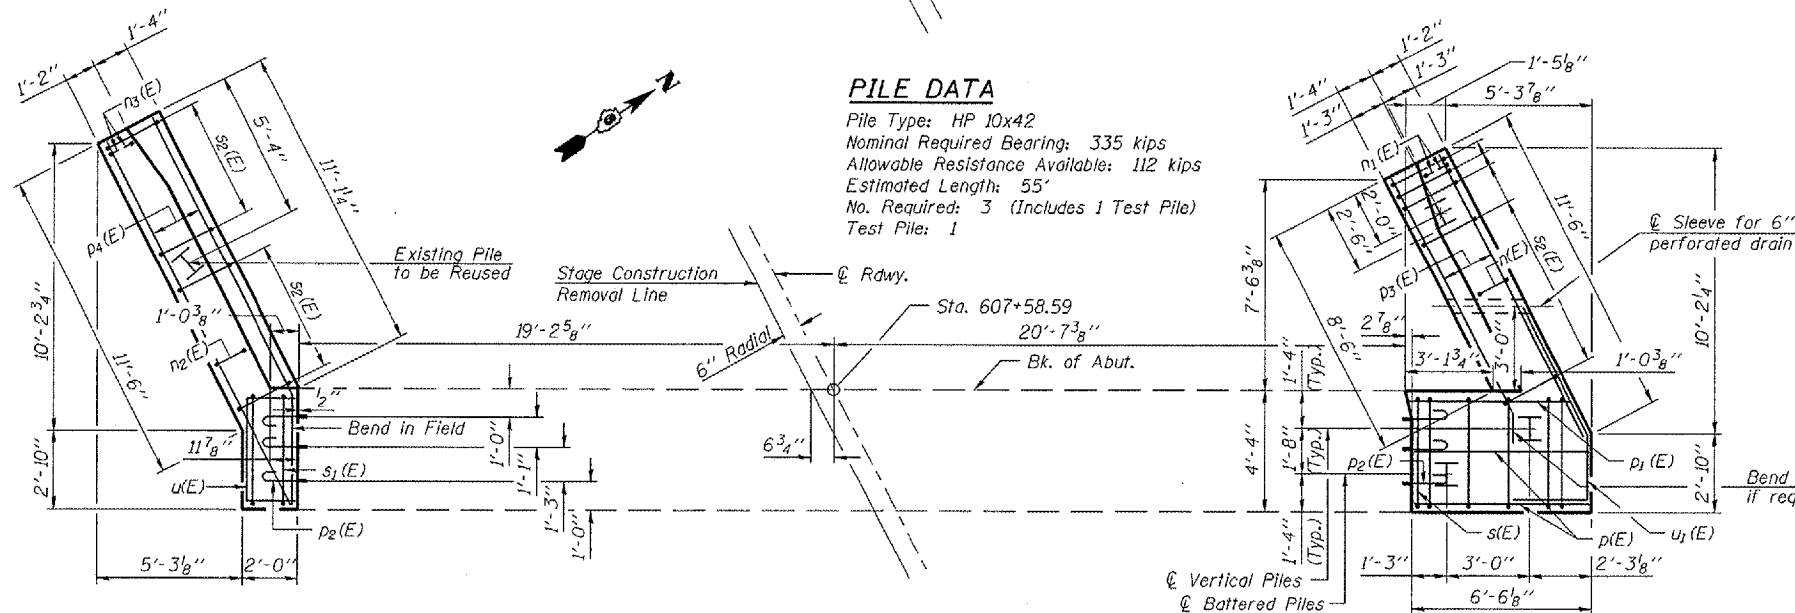 PILE DATA
Pile Type: HP 10x42
Nominal Required Bearing: 335 kips
Allowable Resistance Available: 112 kips
Estimated Length: 55'
No. Required: 3 (Includes 1 Test Pile)
Test Pile: 1
N
1'-4"
1'-2"
n3(E)
s2(E)
5'-4"
11'-1¼"
p4(E)
Existing Pile
to be Reused
s2(E)
10'-2¾"
1'-0⅜"
n2(E)
11'-6"
19'-2⅝"
½"
Bend in Field
11⅞"
s1(E)
u(E)
p2(E)
2'-10"
1'-0"
1'-1"
1'-3"
1'-0"
5'-3⅛"
2'-0"
Stage Construction
Removal Line
℄ Rdwy.
Sta. 607+58.59
6" Radial
20'-7⅜"
Bk. of Abut.
6¾"
1'-2"
1'-3"
1'-4"
1'-3"
1'-5⅛"
5'-3⅞"
n1(E)
2'-0"
2'-6"
11'-6"
s2(E)
n(E)
p3(E)
℄ Sleeve for 6"
perforated drain
7'-6⅜"
8'-6"
10'-2¼"
2⅞"
3'-1¾"
3'-0"
1'-0⅜"
1'-4"
(Typ.)
1'-8"
(Typ.)
4'-4"
p2(E)
p1(E)
2'-10"
Bend
if req
1'-4"
(Typ.)
s(E)
p(E)
u1(E)
℄ Vertical Piles
℄ Battered Piles
1'-3"
3'-0"
2'-3⅛"
6'-6⅛"